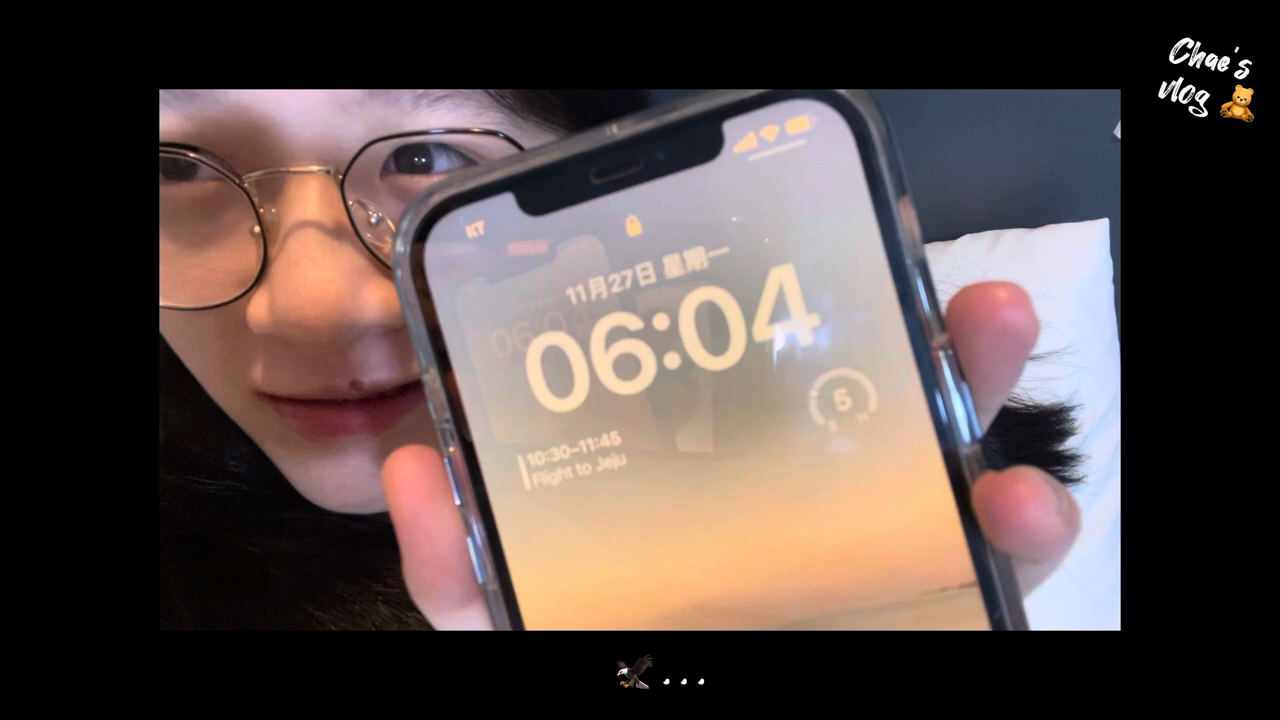 Chae's
vlog
KT
11月27日 星期一
06:04
5
10:30–11:45
Flight to Jeju
...